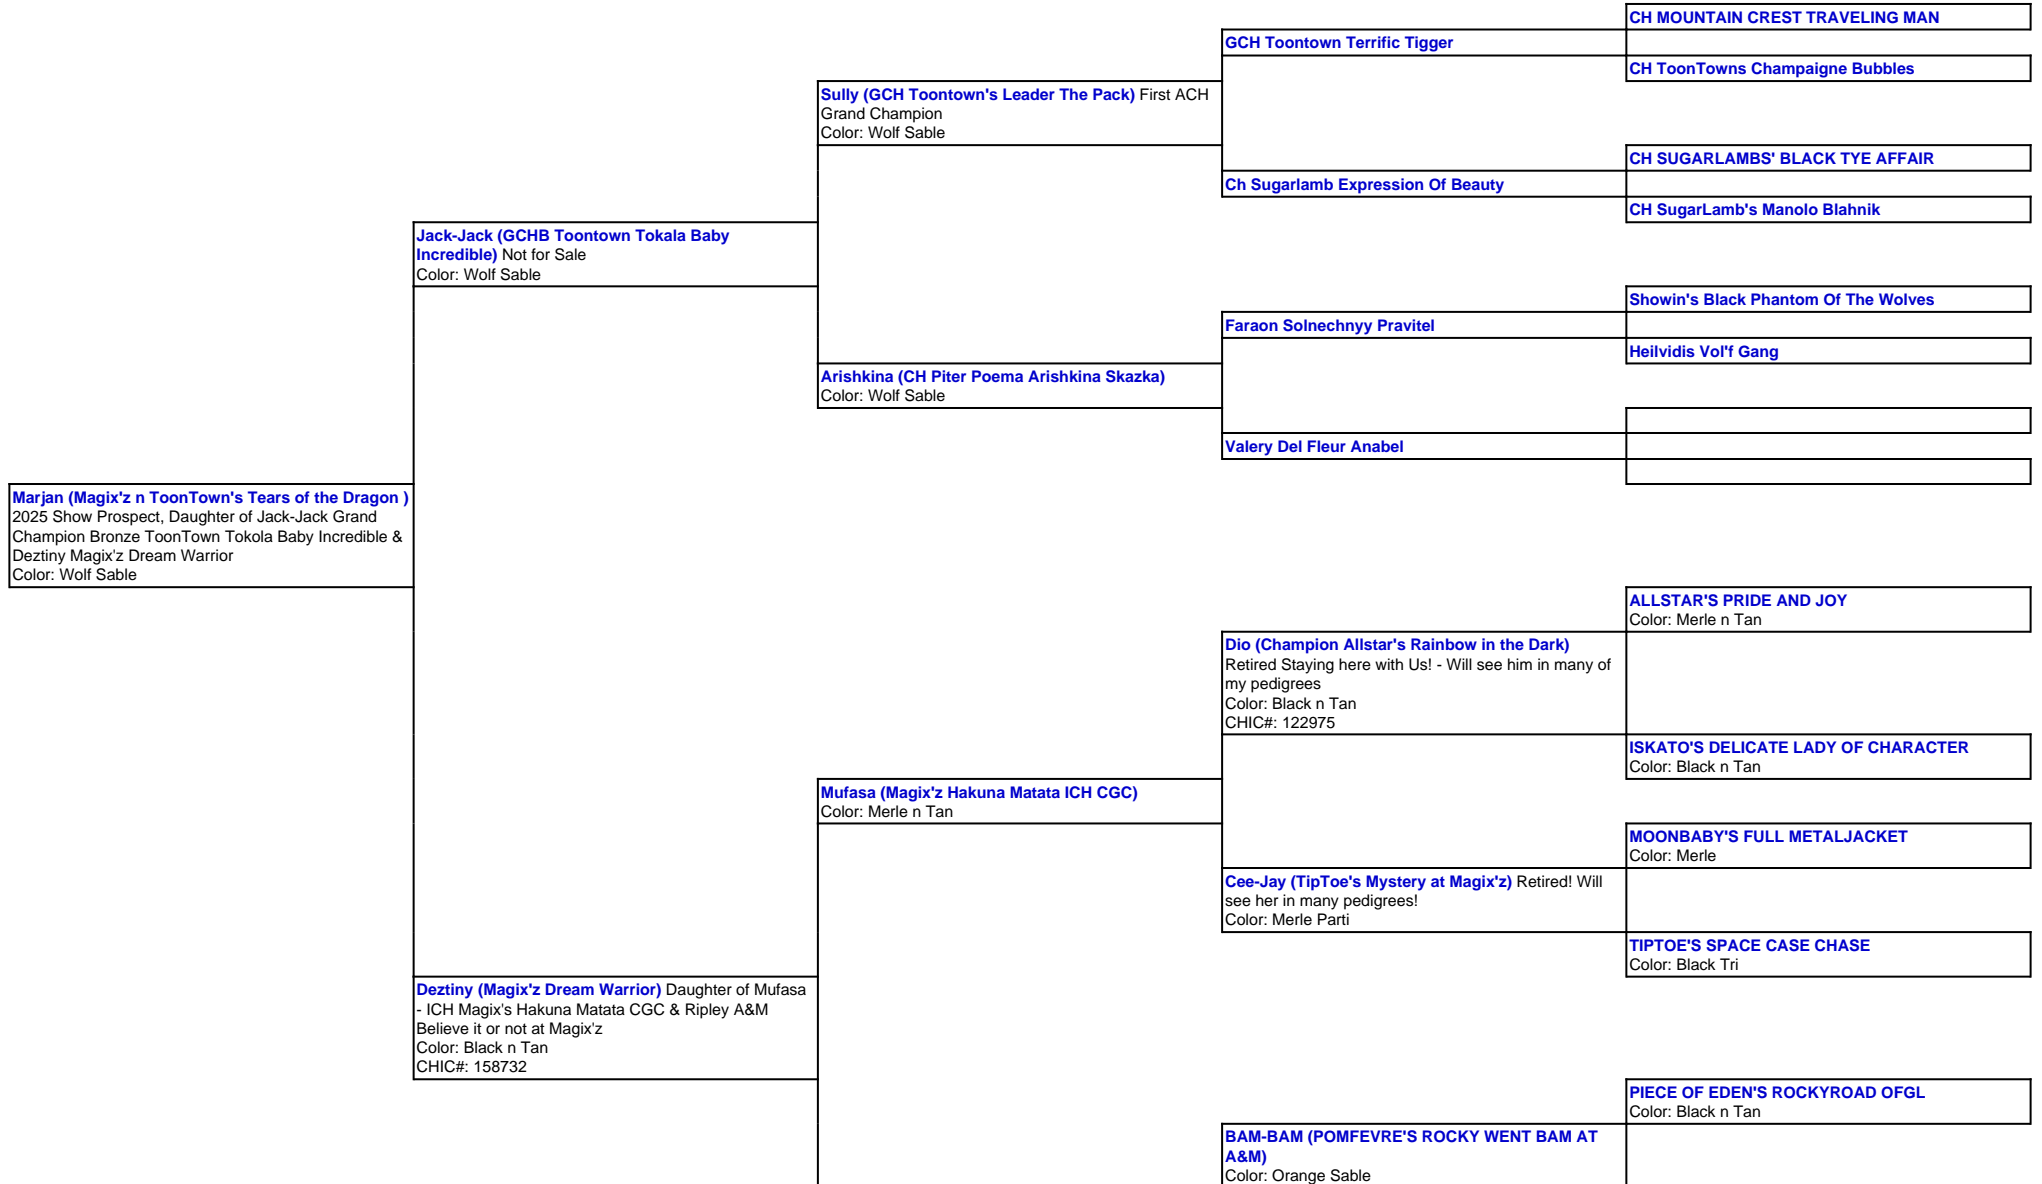 CH MOUNTAIN CREST TRAVELING MAN
GCH Toontown Terrific Tigger
CH ToonTowns Champaigne Bubbles
Sully (GCH Toontown's Leader The Pack) First ACH
Grand Champion
Color: Wolf Sable
CH SUGARLAMBS' BLACK TYE AFFAIR
Ch Sugarlamb Expression Of Beauty
CH SugarLamb's Manolo Blahnik
Jack-Jack (GCHB Toontown Tokala Baby
Incredible) Not for Sale
Color: Wolf Sable
Showin's Black Phantom Of The Wolves
Faraon Solnechnyy Pravitel
Heilvidis Vol'f Gang
Arishkina (CH Piter Poema Arishkina Skazka)
Color: Wolf Sable
Valery Del Fleur Anabel
Marjan (Magix'z n ToonTown's Tears of the Dragon )
2025 Show Prospect, Daughter of Jack-Jack Grand
Champion Bronze ToonTown Tokola Baby Incredible &
Deztiny Magix'z Dream Warrior
Color: Wolf Sable
ALLSTAR'S PRIDE AND JOY
Color: Merle n Tan
Dio (Champion Allstar's Rainbow in the Dark)
Retired Staying here with Us! - Will see him in many of
my pedigrees
Color: Black n Tan
CHIC#: 122975
ISKATO'S DELICATE LADY OF CHARACTER
Color: Black n Tan
Mufasa (Magix'z Hakuna Matata ICH CGC)
Color: Merle n Tan
MOONBABY'S FULL METALJACKET
Color: Merle
Cee-Jay (TipToe's Mystery at Magix'z) Retired! Will
see her in many pedigrees!
Color: Merle Parti
TIPTOE'S SPACE CASE CHASE
Color: Black Tri
Deztiny (Magix'z Dream Warrior) Daughter of Mufasa
- ICH Magix's Hakuna Matata CGC & Ripley A&M
Believe it or not at Magix'z
Color: Black n Tan
CHIC#: 158732
PIECE OF EDEN'S ROCKYROAD OFGL
Color: Black n Tan
BAM-BAM (POMFEVRE'S ROCKY WENT BAM AT
A&M)
Color: Orange Sable